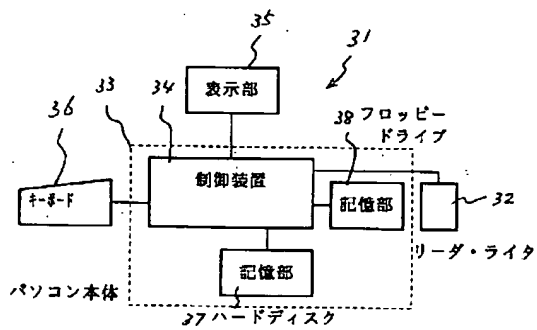 35
31
表示部
36
33
34
38 フロッピー
ドライブ
制御装置
キーボード
記憶部
32
リーダ・ライタ
記憶部
パソコン本体
37 ハードディスク